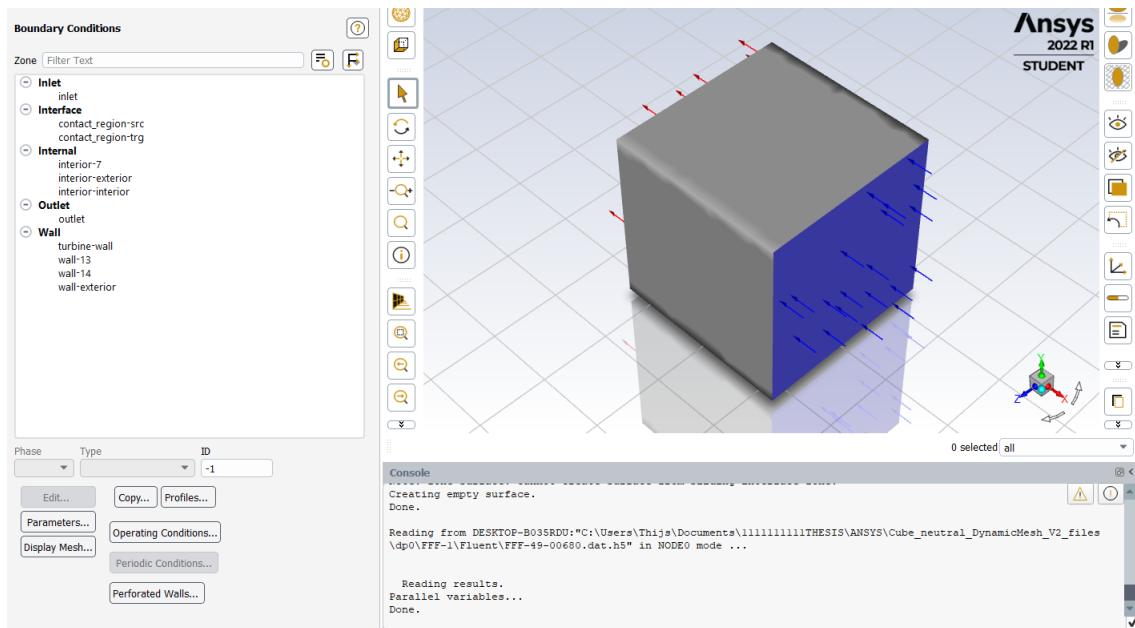 Boundary Conditions
?
Zone Filter Text
Inlet
inlet
Interface
contact_region-src
contact_region-trg
Internal
interior-7
interior-exterior
interior-interior
Outlet
outlet
Wall
turbine-wall
wall-13
wall-14
wall-exterior
Phase Type ID
-1
Edit... Copy... Profiles...
Parameters... Operating Conditions...
Display Mesh... Periodic Conditions...
Perforated Walls...
Ansys
2022 R1
STUDENT
Y
Z
X
0 selected all
Console
Creating empty surface.
Done.
Reading from DESKTOP-B035RDU:"C:\Users\Thijs\Documents\1111111111THESIS\ANSYS\Cube_neutral_DynamicMesh_V2_files
\dp0\FFF-1\Fluent\FFF-49-00680.dat.h5" in NODE0 mode ...
Reading results.
Parallel variables...
Done.